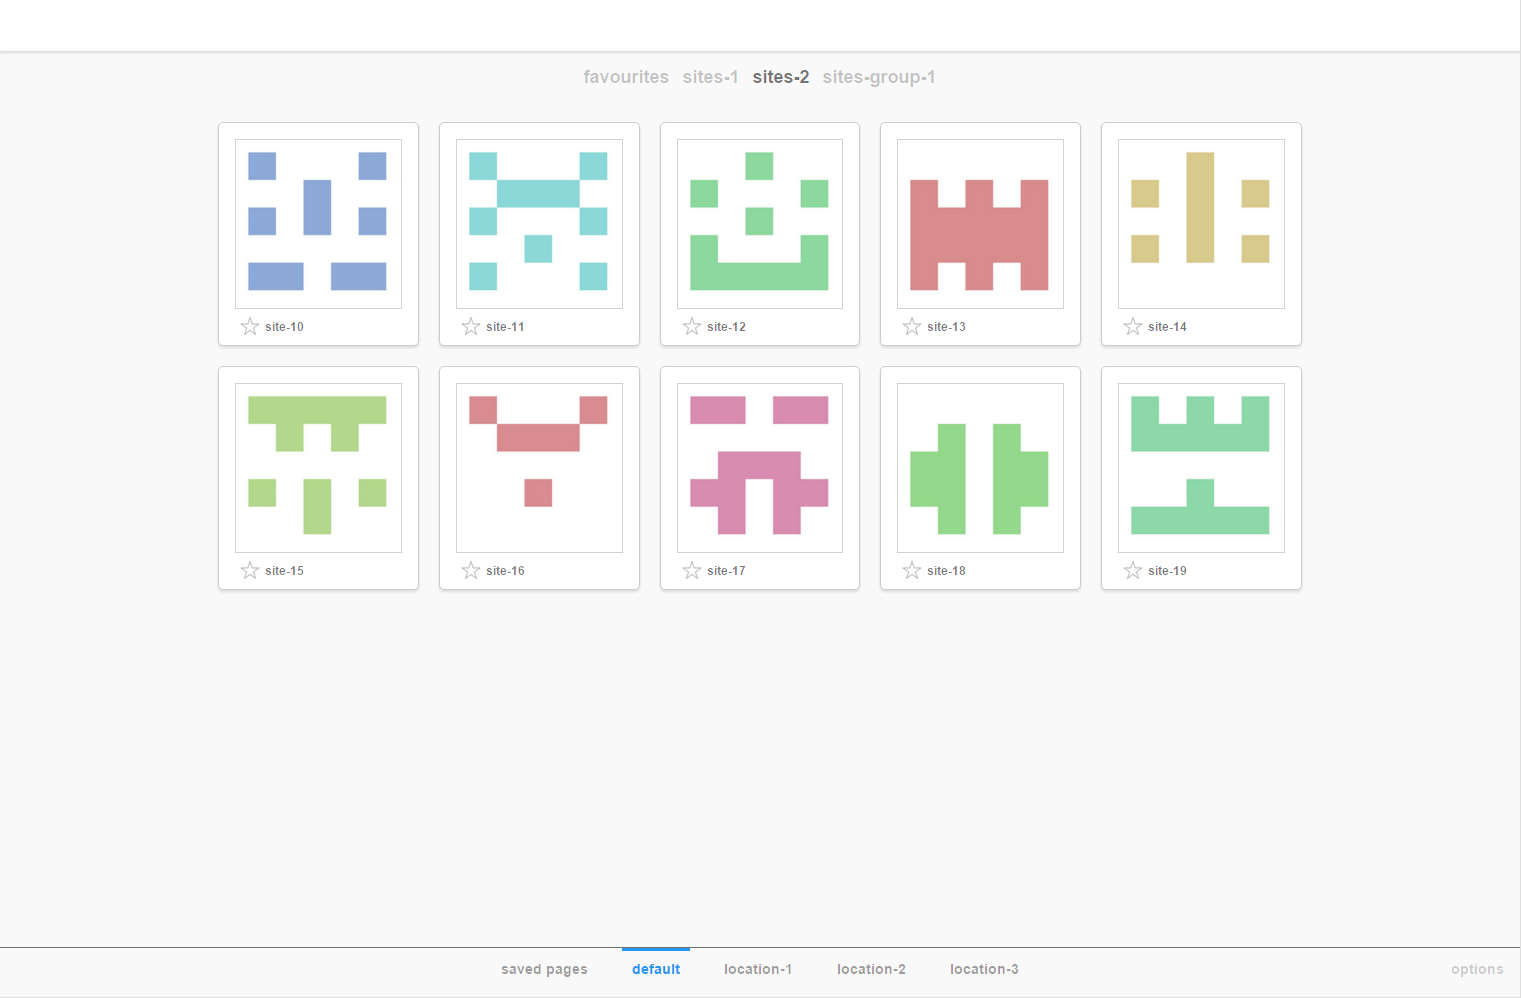 favourites sites-1 sites-2 sites-group-1
site-10 site-11 site-12 site-13 site-14
site-15 site-16 site-17 site-18 site-19
saved pages default location-1 location-2 location-3 options